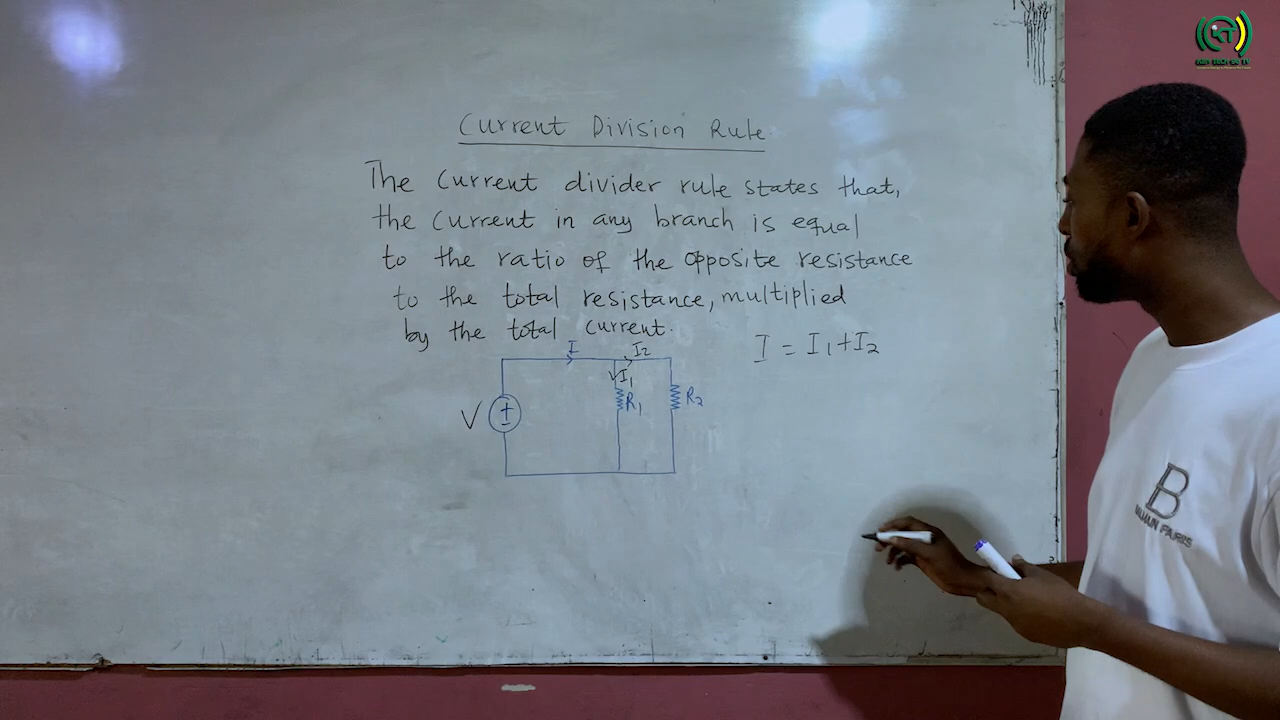 KT
Current Division Rule
The current divider rule states that,
the current in any branch is equal
to the ratio of the opposite resistance
to the total resistance, multiplied
by the total current.
I = I1+I2
I
I2
I1
V
+
-
R1
R2
B